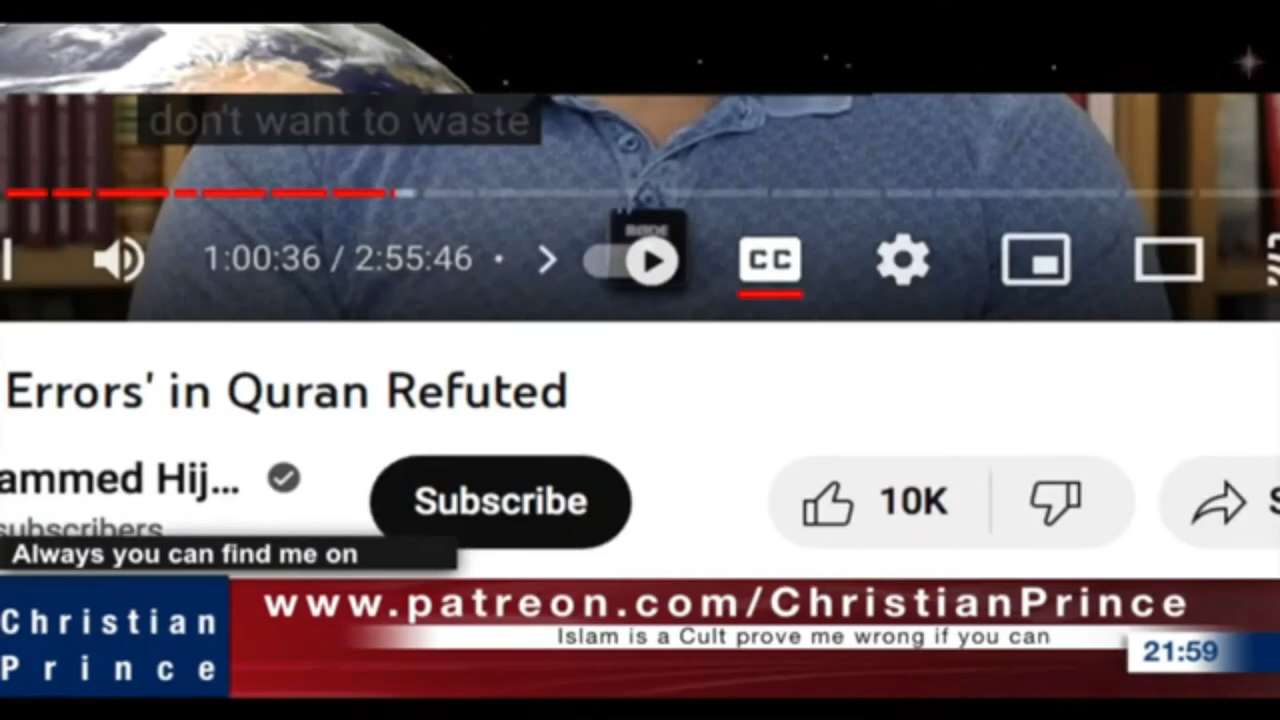 don't want to waste
1:00:36 / 2:55:46
CC
Errors' in Quran Refuted
ammed Hij...
Subscribe
10K
S
subscribers
Always you can find me on
Christian
Prince
www.patreon.com/ChristianPrince
Islam is a Cult prove me wrong if you can
21:59